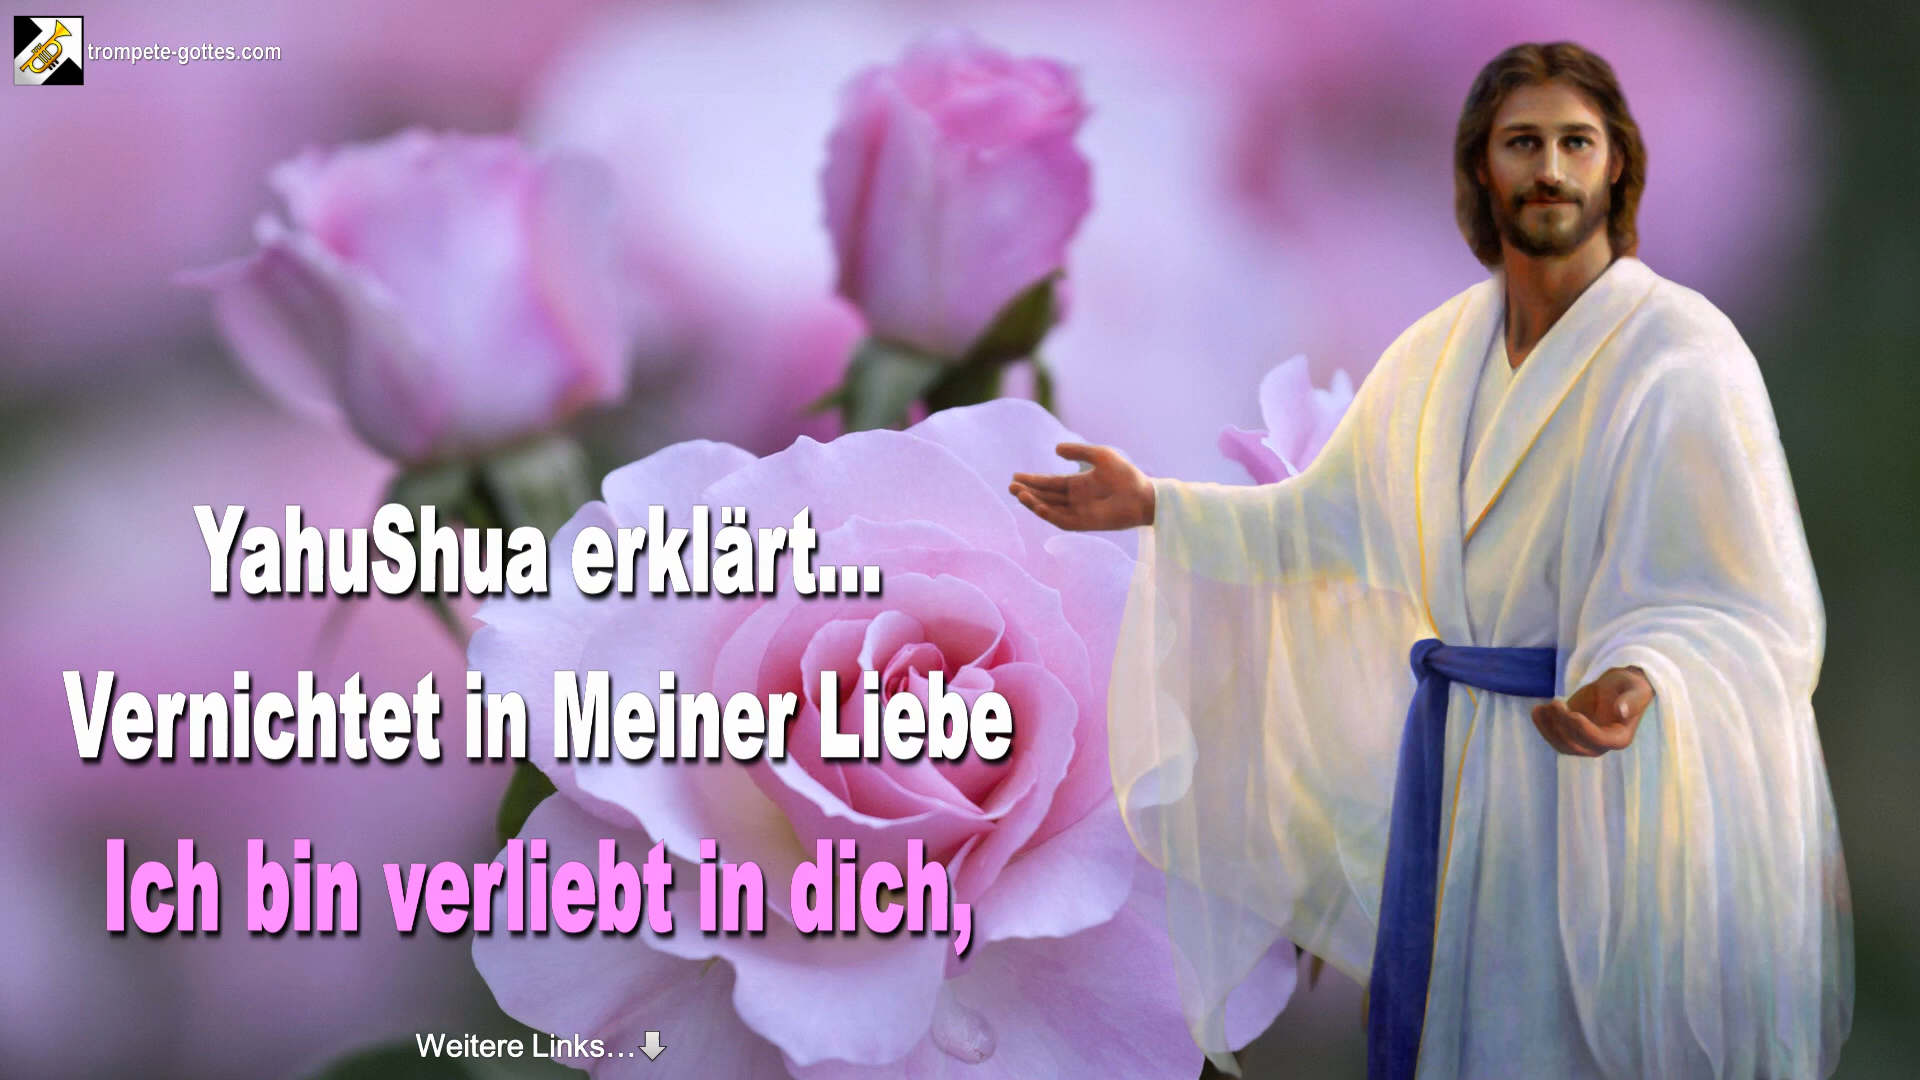 trompete-gottes.com
YahuShua erklärt...
Vernichtet in Meiner Liebe
Ich bin verliebt in dich,
Weitere Links...